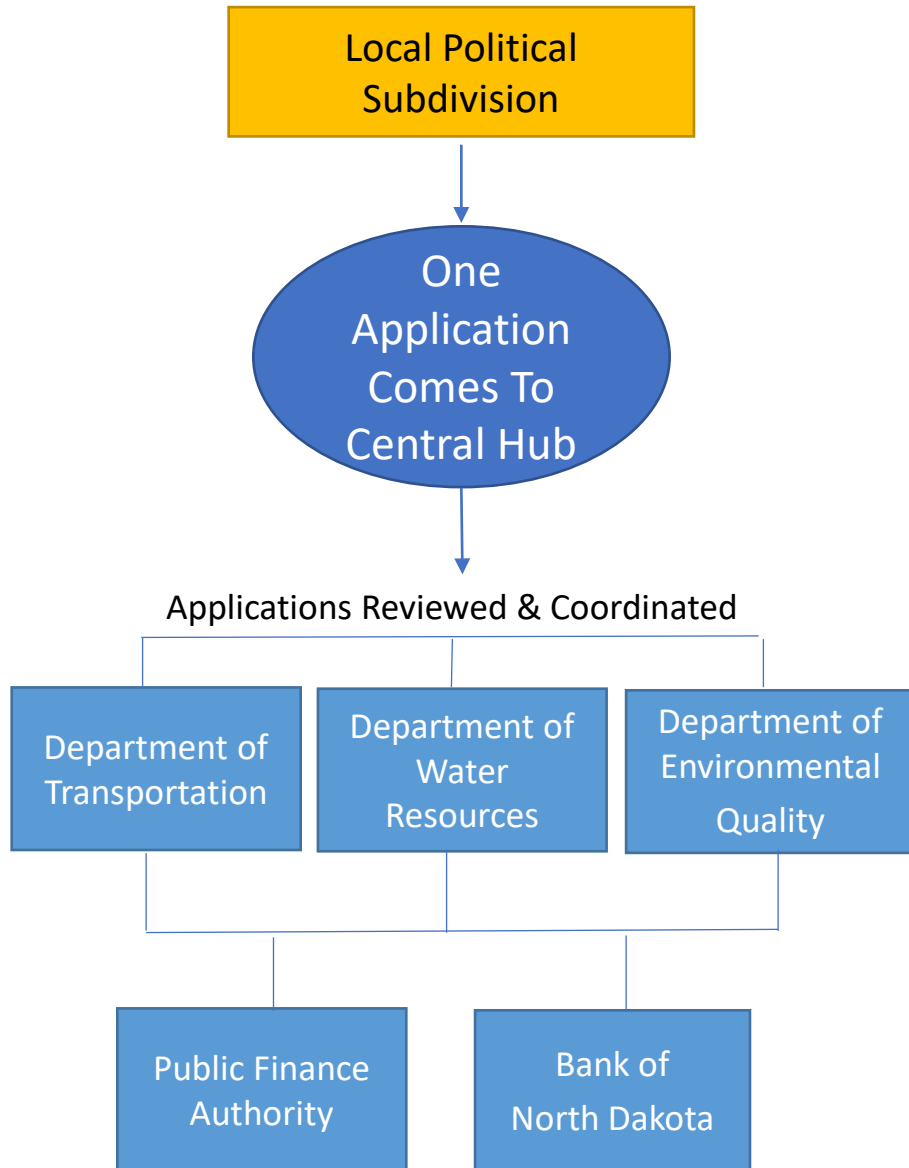 Local Political
Subdivision
One
Application
Comes To
Central Hub
Applications Reviewed & Coordinated
Department of
Transportation
Department of
Water
Resources
Department of
Environmental
Quality
Public Finance
Authority
Bank of
North Dakota